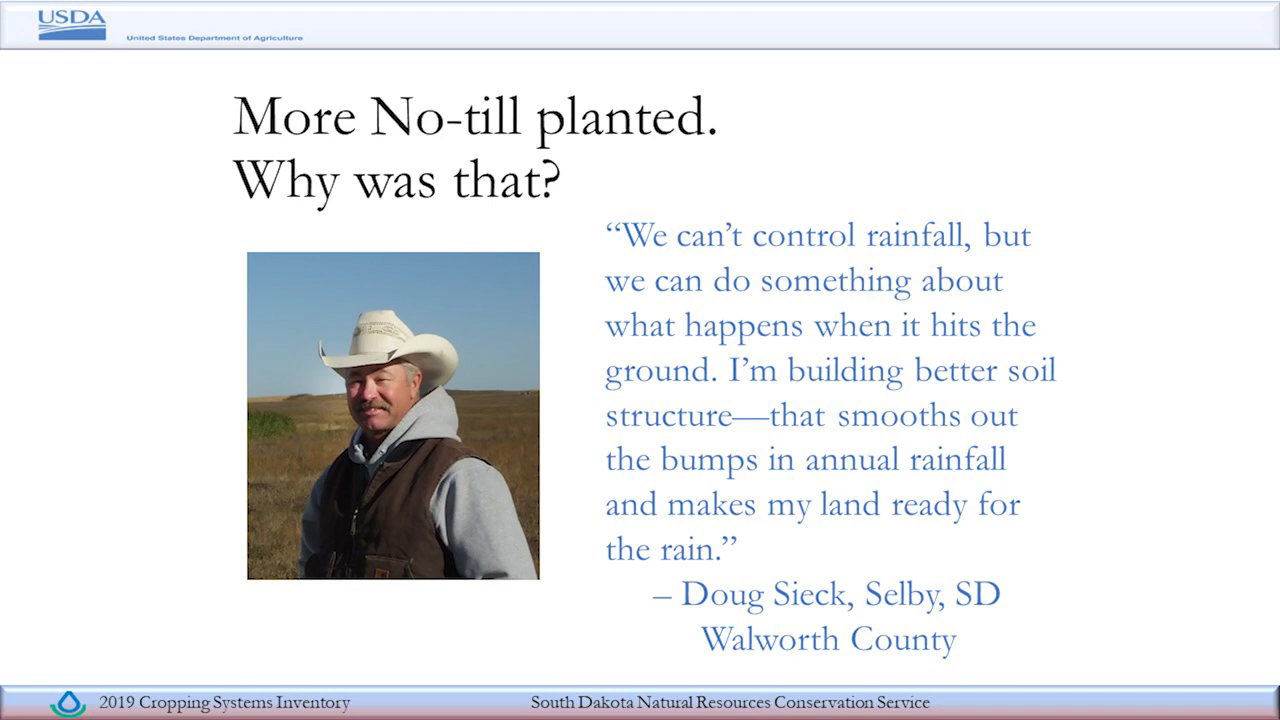 USDA
United States Department of Agriculture
More No-till planted.
Why was that?
“We can’t control rainfall, but
we can do something about
what happens when it hits the
ground. I’m building better soil
structure—that smooths out
the bumps in annual rainfall
and makes my land ready for
the rain.”
– Doug Sieck, Selby, SD
Walworth County
2019 Cropping Systems Inventory
South Dakota Natural Resources Conservation Service